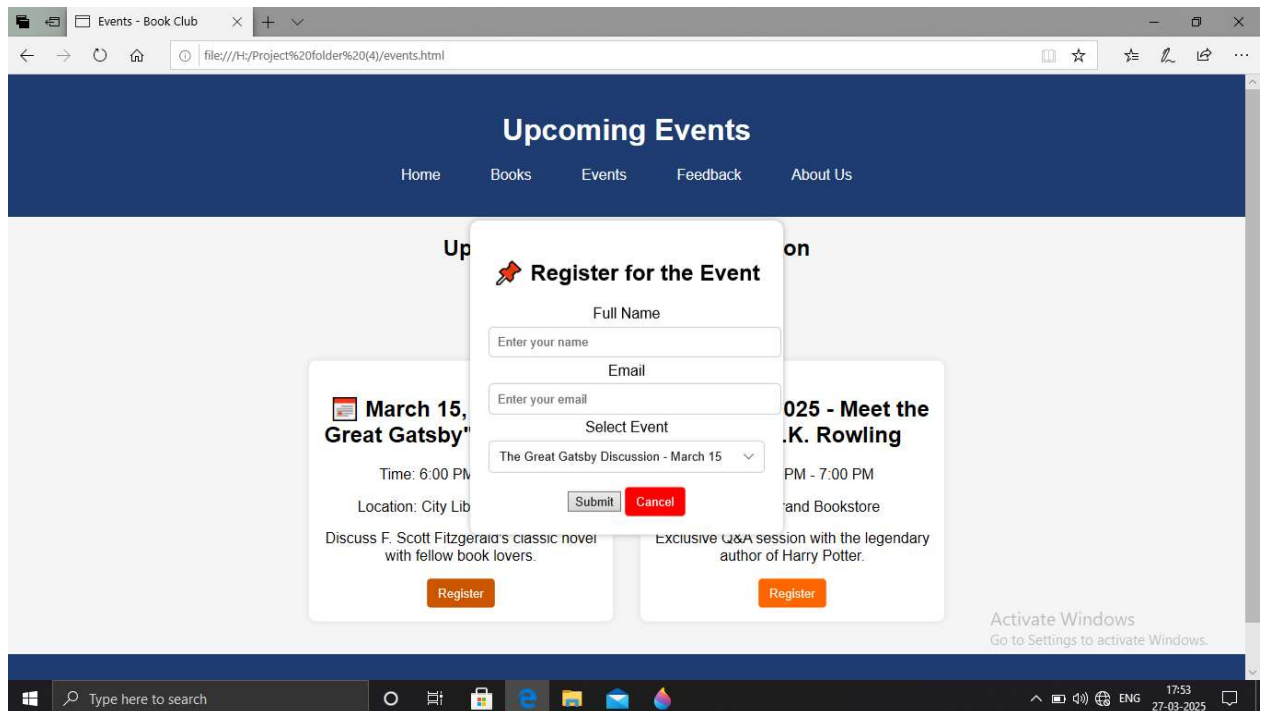 Events - Book Club
file:///H:/Project%20folder%20(4)/events.html
Upcoming Events
Home Books Events Feedback About Us
Up on
Register for the Event
Full Name
Enter your name
Email
Enter your email
Select Event
The Great Gatsby Discussion - March 15
Submit Cancel
March 15,
Great Gatsby"
Time: 6:00 PM
Location: City Lib
Discuss F. Scott Fitzgerald's classic novel
with fellow book lovers.
Register
025 - Meet the
.K. Rowling
PM - 7:00 PM
rand Bookstore
Exclusive Q&A session with the legendary
author of Harry Potter.
Register
Activate Windows
Go to Settings to activate Windows.
Type here to search
ENG
17:53
27-03-2025